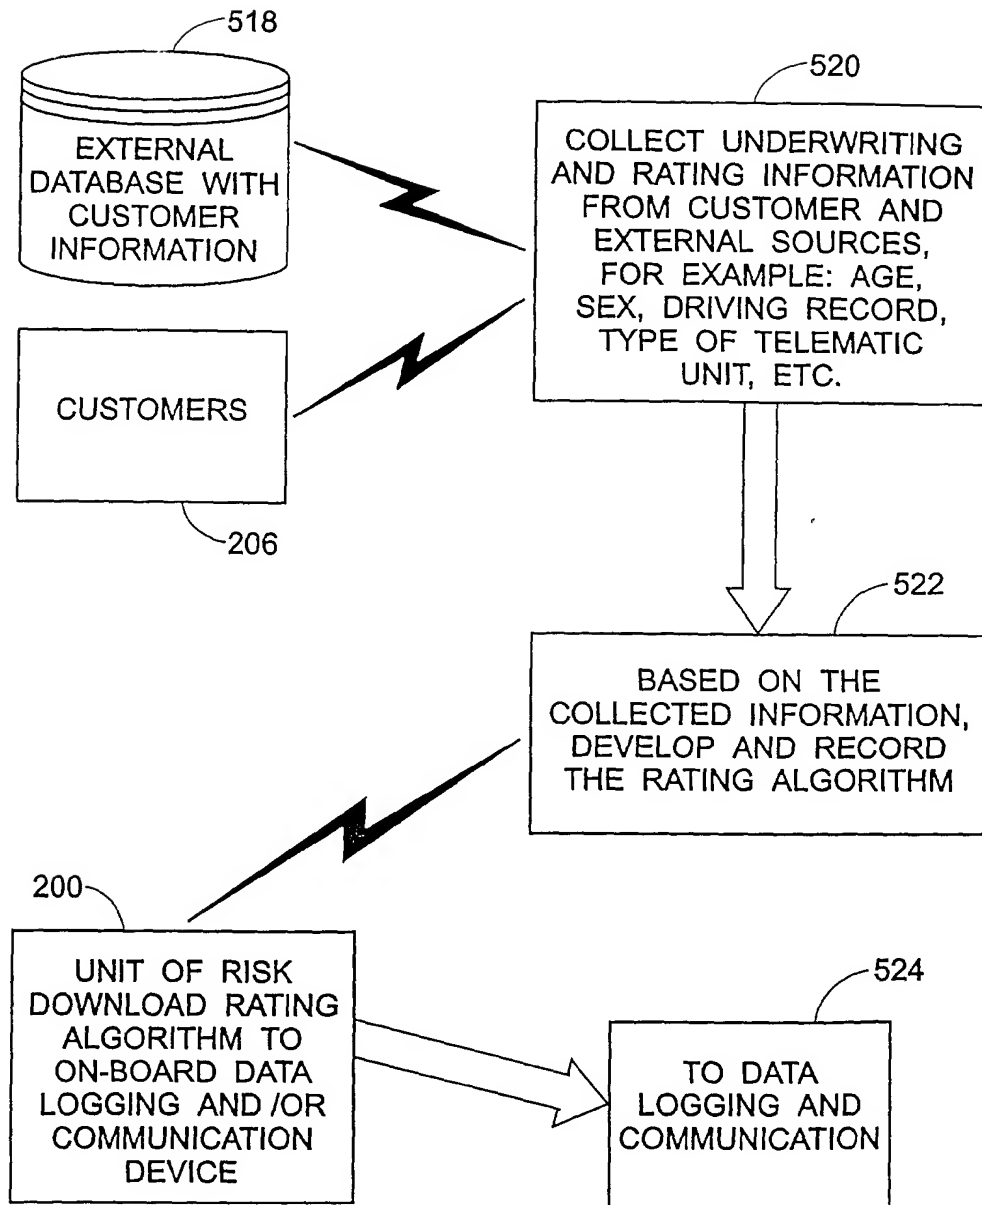 518
EXTERNAL
DATABASE WITH
CUSTOMER
INFORMATION
520
COLLECT UNDERWRITING
AND RATING INFORMATION
FROM CUSTOMER AND
EXTERNAL SOURCES,
FOR EXAMPLE: AGE,
SEX, DRIVING RECORD,
TYPE OF TELEMATIC
UNIT, ETC.
CUSTOMERS
206
522
BASED ON THE
COLLECTED INFORMATION,
DEVELOP AND RECORD
THE RATING ALGORITHM
200
UNIT OF RISK
DOWNLOAD RATING
ALGORITHM TO
ON-BOARD DATA
LOGGING AND /OR
COMMUNICATION
DEVICE
524
TO DATA
LOGGING AND
COMMUNICATION